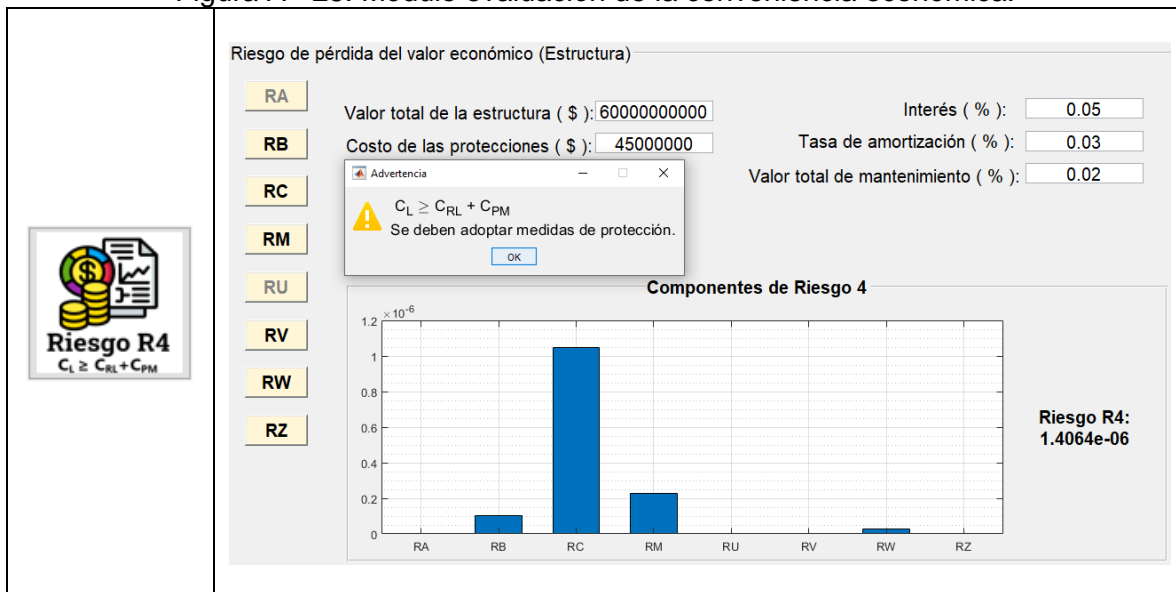 Riesgo R4
C_L ≥ C_RL+C_PM
Riesgo de pérdida del valor económico (Estructura)
RA
RB
RC
RM
RU
RV
RW
RZ
Valor total de la estructura ( $ ): 60000000000
Costo de las protecciones ( $ ): 45000000
Interés ( % ): 0.05
Tasa de amortización ( % ): 0.03
Valor total de mantenimiento ( % ): 0.02
Advertencia
C_L ≥ C_RL + C_PM
Se deben adoptar medidas de protección.
OK
Componentes de Riesgo 4
×10^-6
1.2
1
0.8
0.6
0.4
0.2
0
RA RB RC RM RU RV RW RZ
Riesgo R4:
1.4064e-06